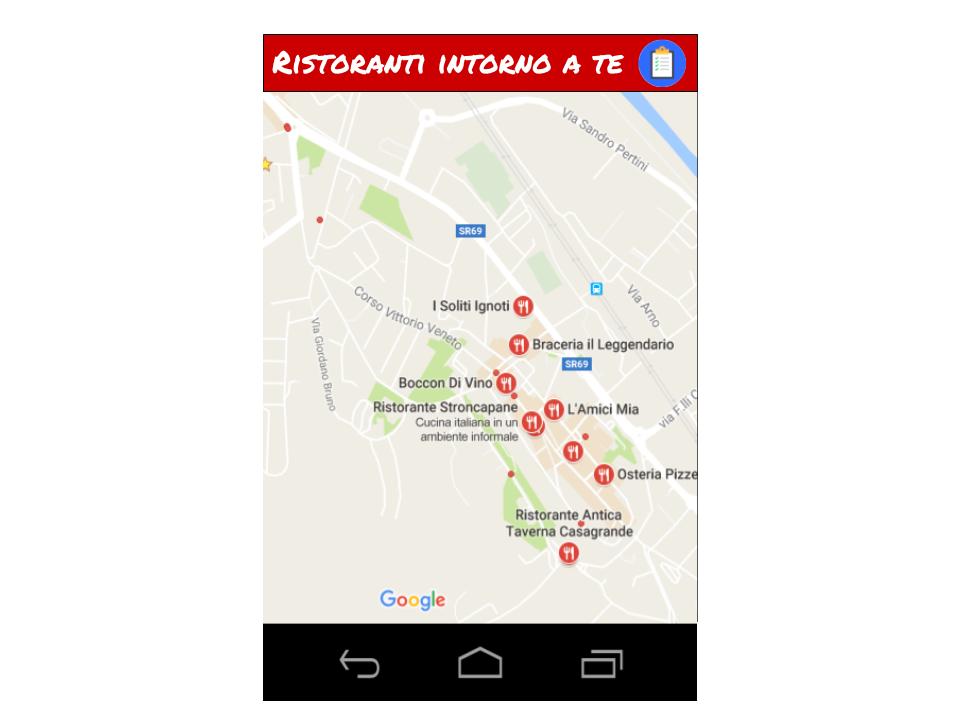 RISTORANTI INTORNO A TE
Via Sandro Pertini
SR69
Via Arno
I Soliti Ignoti
Corso Vittorio Veneto
Via Giordano Bruno
Braceria il Leggendario
SR69
Boccon Di Vino
Ristorante Stroncapane
Cucina italiana in un
ambiente informale
L'Amici Mia
via F.lli C
Osteria Pizze
Ristorante Antica
Taverna Casagrande
Google